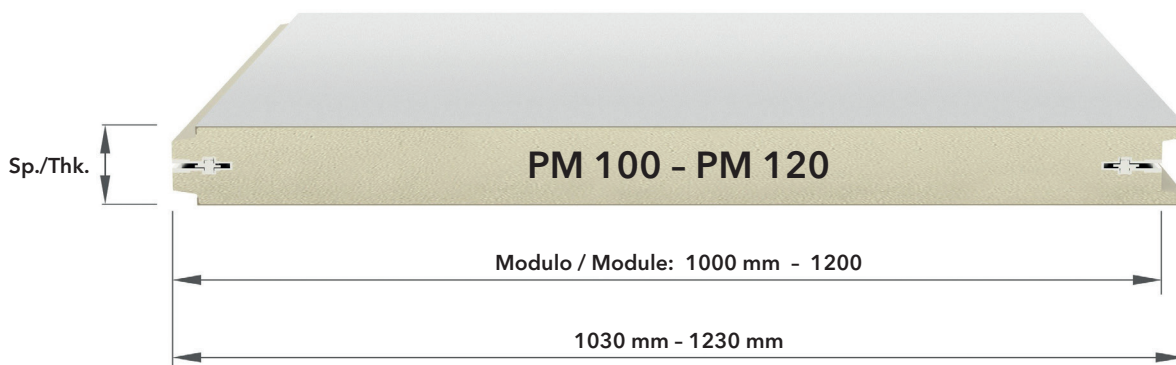 Sp./Thk.
PM 100 – PM 120
Modulo / Module: 1000 mm – 1200
1030 mm – 1230 mm